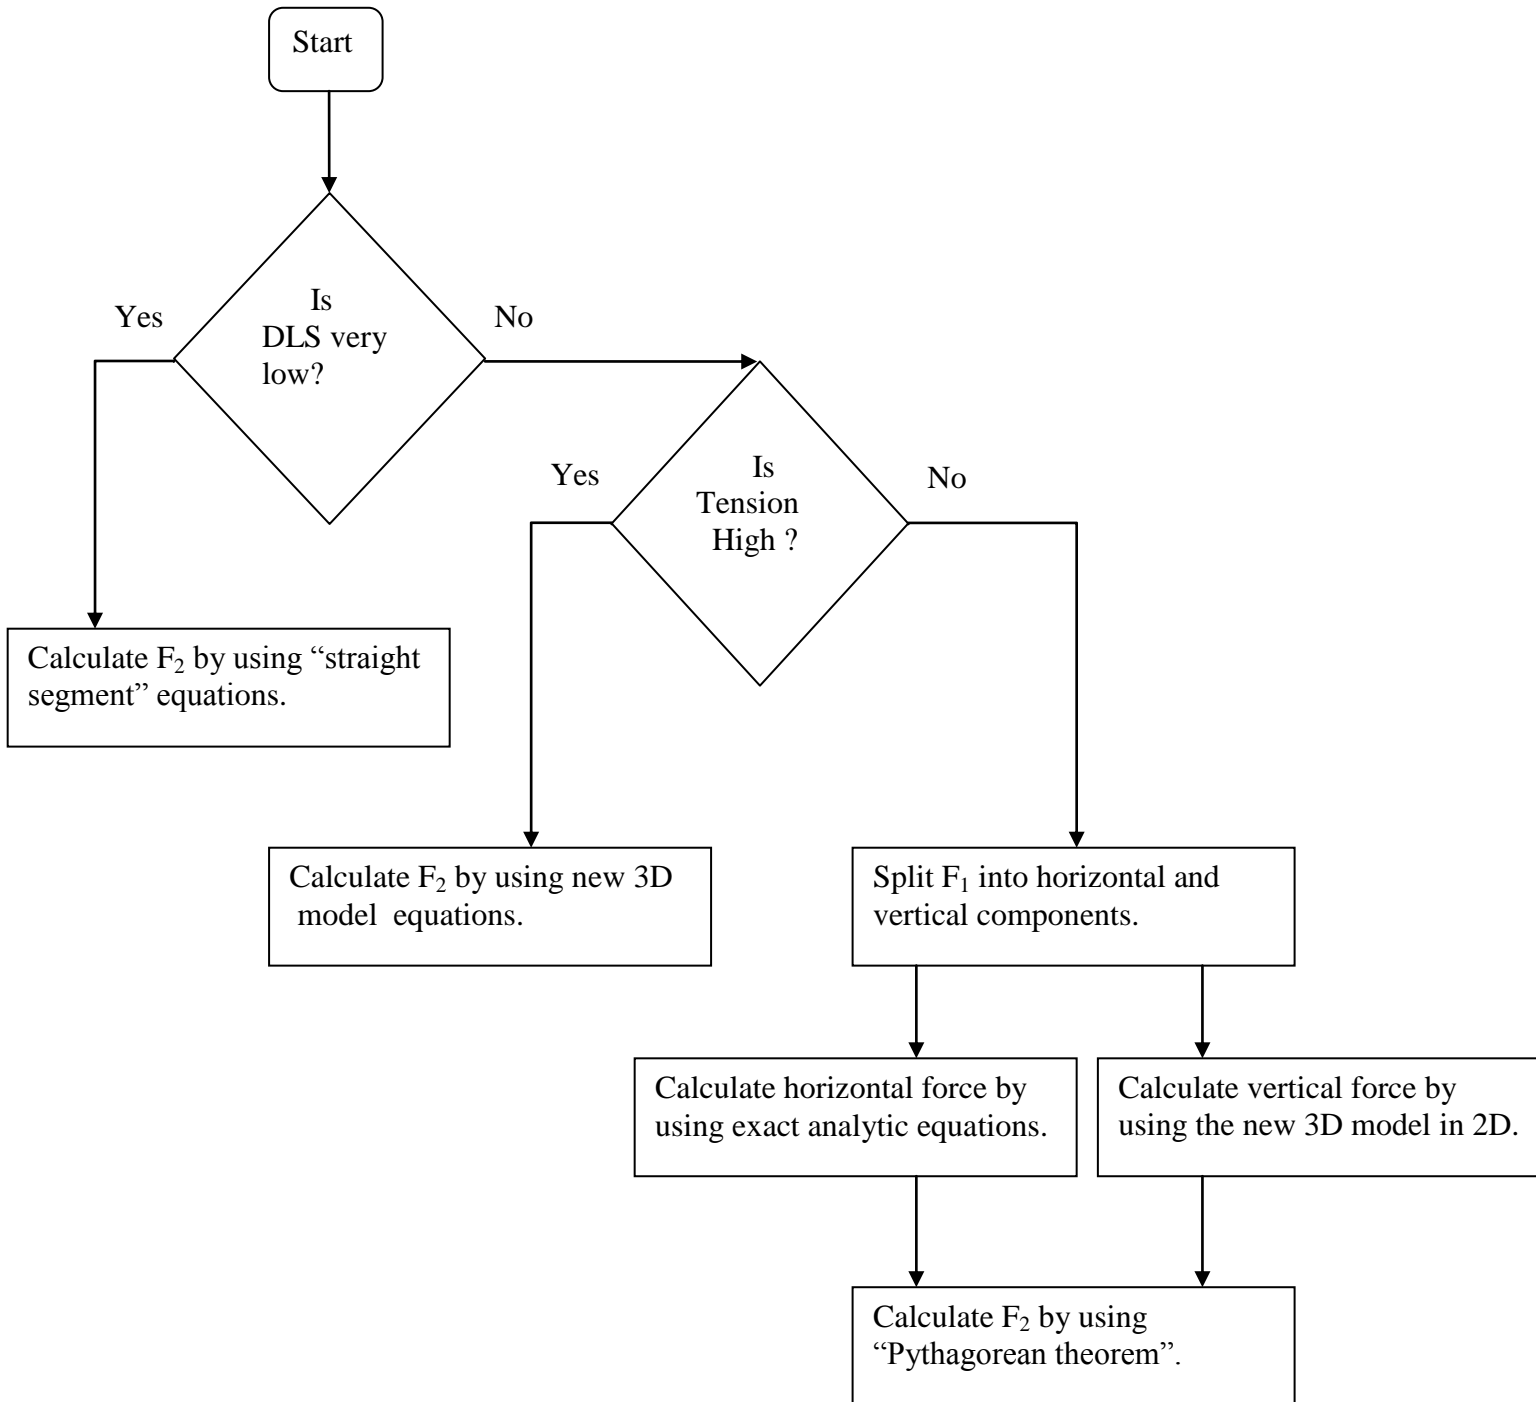 Start
Yes
No
Is
DLS very
low?
Yes
No
Is
Tension
High ?
Calculate F₂ by using “straight
segment” equations.
Calculate F₂ by using new 3D
model equations.
Split F₁ into horizontal and
vertical components.
Calculate horizontal force by
using exact analytic equations.
Calculate vertical force by
using the new 3D model in 2D.
Calculate F₂ by using
“Pythagorean theorem”.